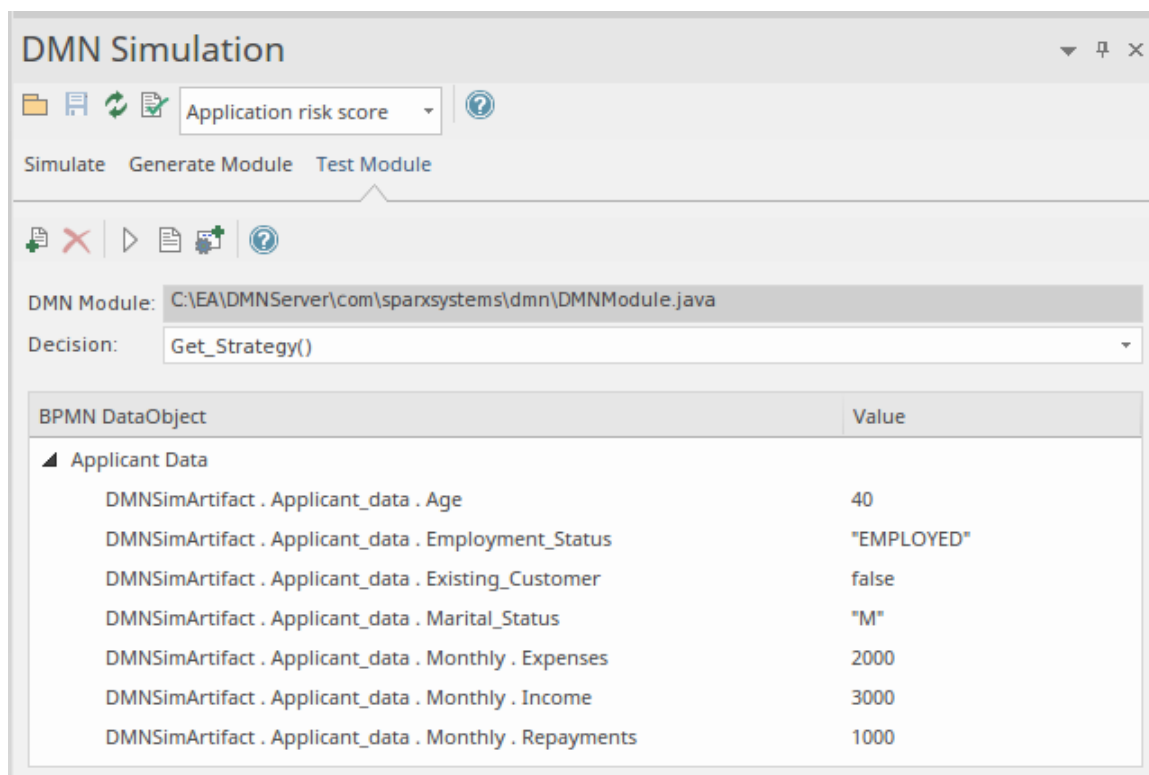 DMN Simulation
Application risk score
Simulate Generate Module Test Module
DMN Module: C:\EA\DMNServer\com\sparxsystems\dmn\DMNModule.java
Decision: Get_Strategy()
BPMN DataObject Value
Applicant Data
DMNSimArtifact . Applicant_data . Age 40
DMNSimArtifact . Applicant_data . Employment_Status "EMPLOYED"
DMNSimArtifact . Applicant_data . Existing_Customer false
DMNSimArtifact . Applicant_data . Marital_Status "M"
DMNSimArtifact . Applicant_data . Monthly . Expenses 2000
DMNSimArtifact . Applicant_data . Monthly . Income 3000
DMNSimArtifact . Applicant_data . Monthly . Repayments 1000